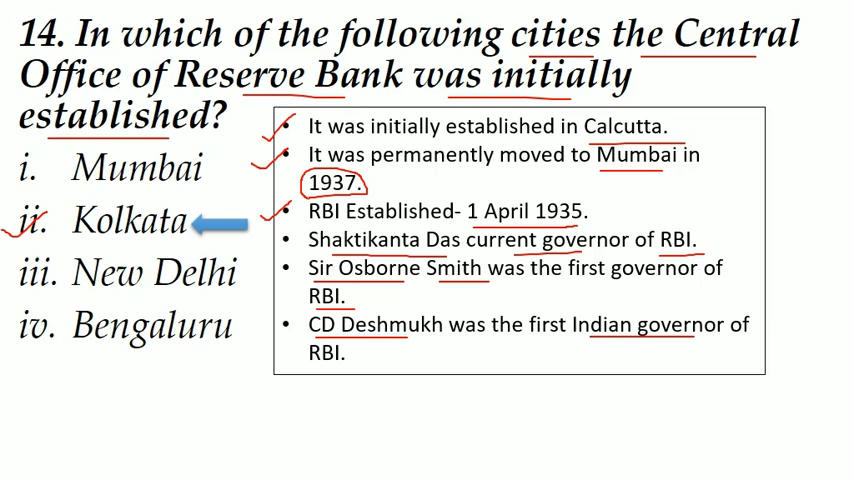 14. In which of the following cities the Central
Office of Reserve Bank was initially
established?
i. Mumbai
ii. Kolkata
iii. New Delhi
iv. Bengaluru
• It was initially established in Calcutta.
• It was permanently moved to Mumbai in
1937.
• RBI Established- 1 April 1935.
• Shaktikanta Das current governor of RBI.
• Sir Osborne Smith was the first governor of
RBI.
• CD Deshmukh was the first Indian governor of
RBI.